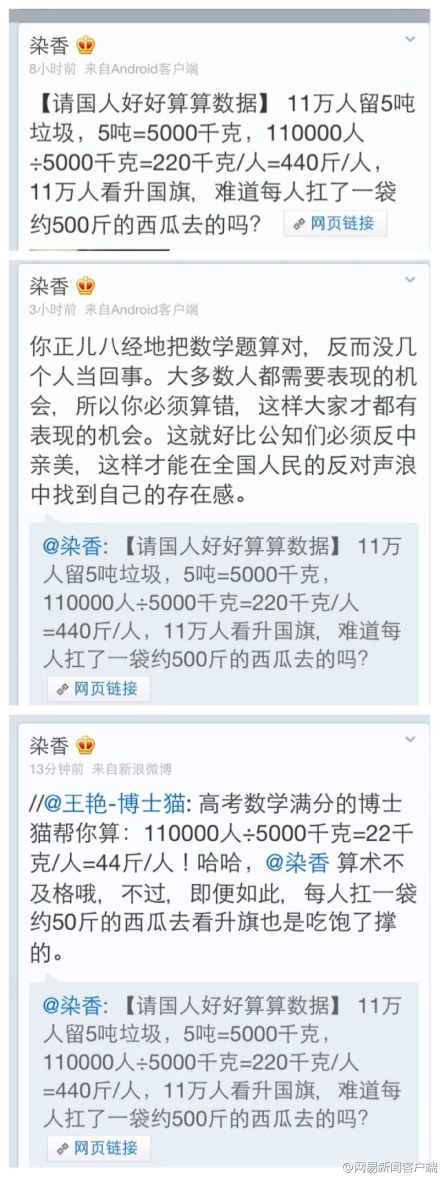 染香
8小时前 来自Android客户端
【请国人好好算算数据】 11万人留5吨
垃圾，5吨=5000千克，110000人
÷5000千克=220千克/人=440斤/人，
11万人看升国旗，难道每人扛了一袋
约500斤的西瓜去的吗？ 网页链接
染香
3小时前 来自Android客户端
你正儿八经地把数学题算对，反而没几
个人当回事。大多数人都需要表现的机
会，所以你必须算错，这样大家才都有
表现的机会。这就好比公知们必须反中
亲美，这样才能在全国人民的反对声浪
中找到自己的存在感。
@染香: 【请国人好好算算数据】 11万
人留5吨垃圾，5吨=5000千克，
110000人÷5000千克=220千克/人
=440斤/人，11万人看升国旗，难道每
人扛了一袋约500斤的西瓜去的吗？
网页链接
染香
13分钟前 来自新浪微博
//@王艳-博士猫: 高考数学满分的博士
猫帮你算：110000人÷5000千克=22千
克/人=44斤/人！哈哈，@染香 算术不
及格哦，不过，即便如此，每人扛一袋
约50斤的西瓜去看升旗也是吃饱了撑
的。
@染香: 【请国人好好算算数据】 11万
人留5吨垃圾，5吨=5000千克，
110000人÷5000千克=220千克/人
=440斤/人，11万人看升国旗，难道每
人扛了一袋约500斤的西瓜去的吗？
网页链接
@网易新闻客户端